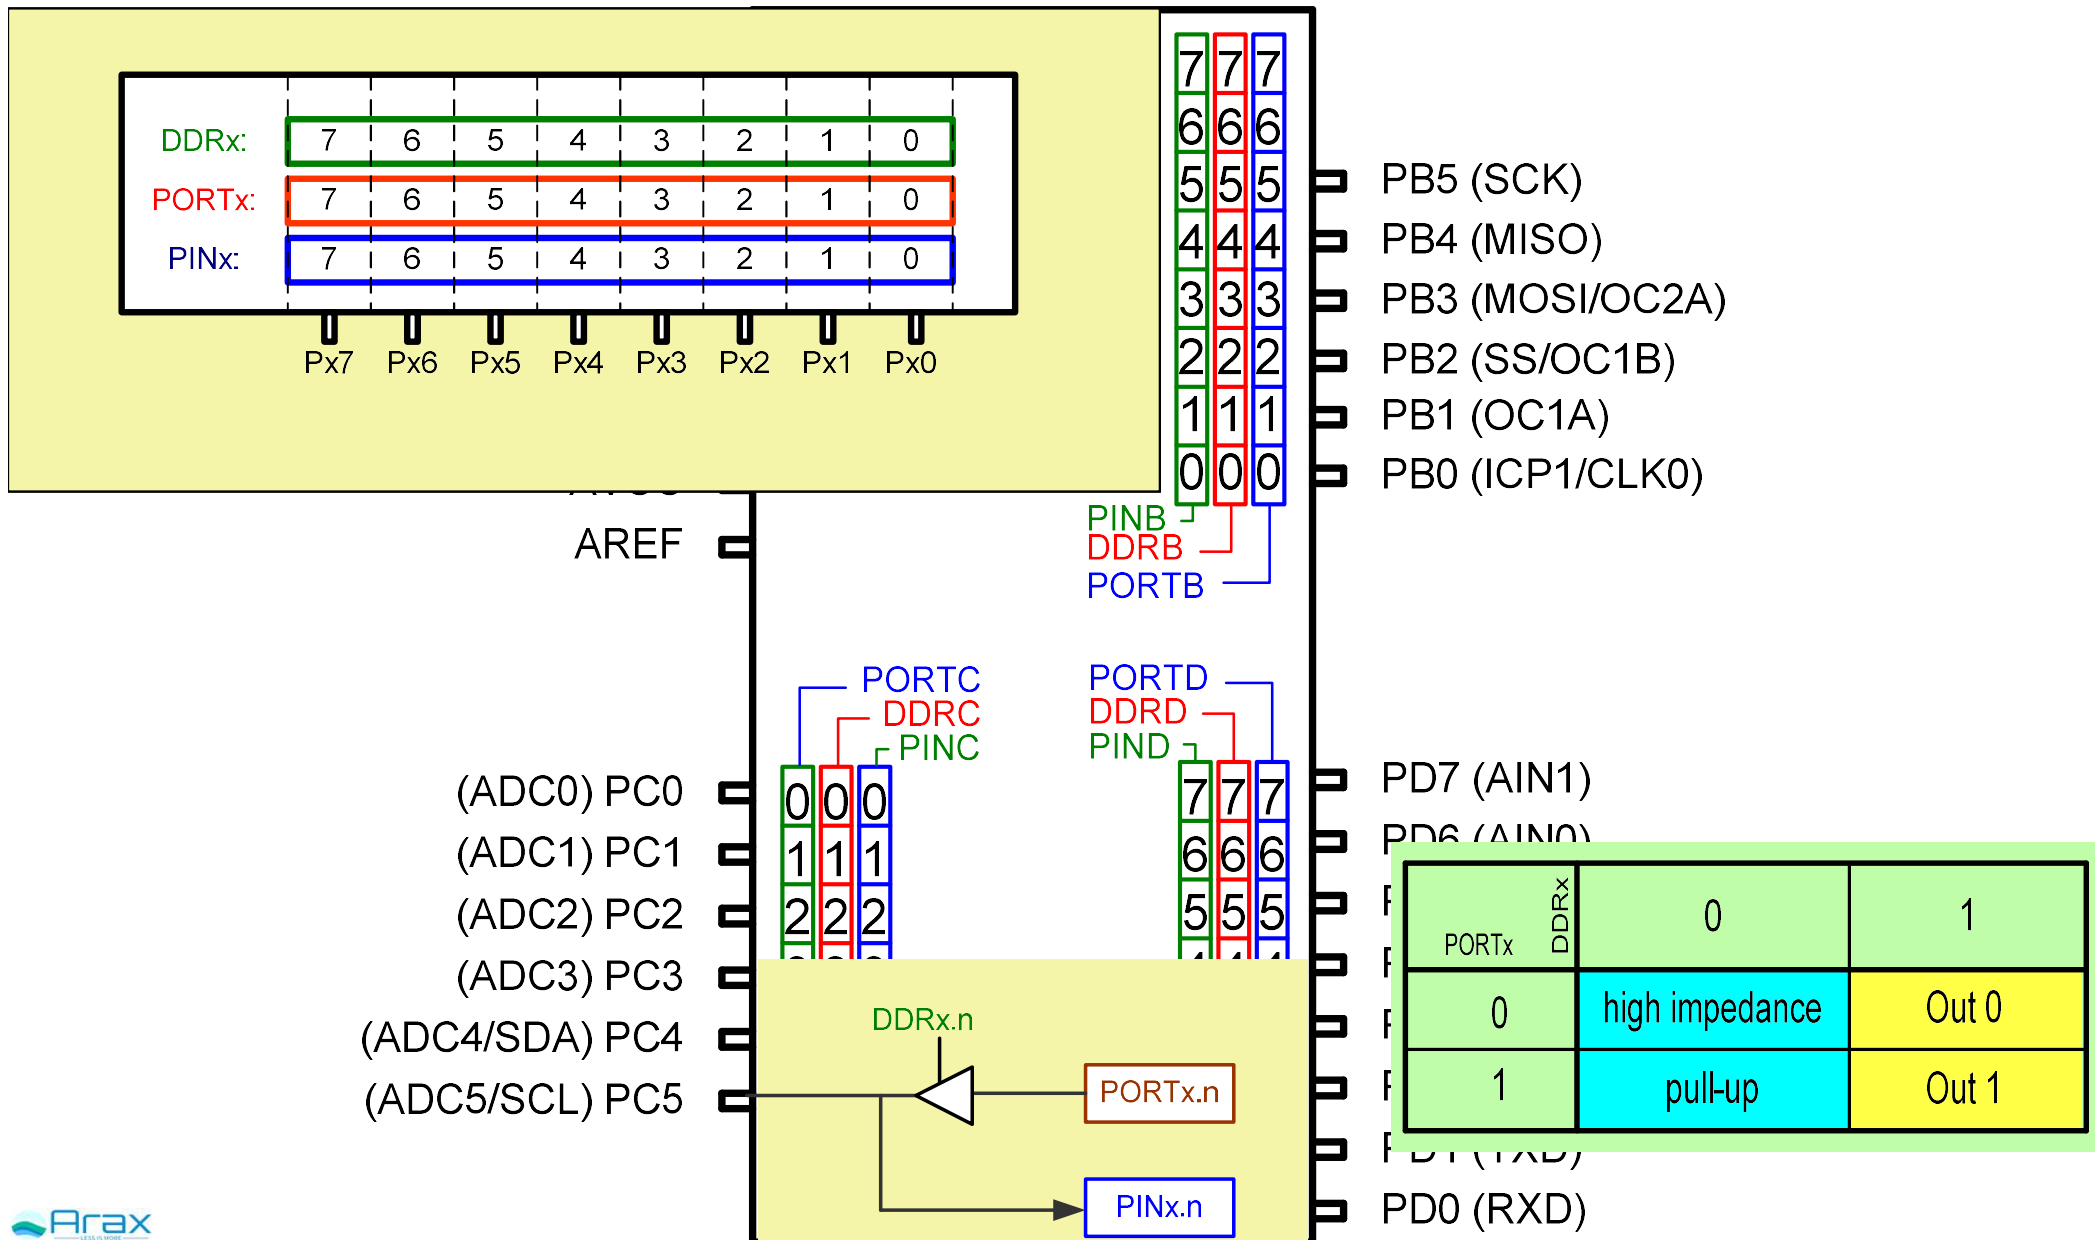 DDRx: 7 6 5 4 3 2 1 0
PORTx: 7 6 5 4 3 2 1 0
PINx: 7 6 5 4 3 2 1 0
Px7 Px6 Px5 Px4 Px3 Px2 Px1 Px0
7 7 7
6 6 6
5 5 5
4 4 4
3 3 3
2 2 2
1 1 1
0 0 0
PB5 (SCK)
PB4 (MISO)
PB3 (MOSI/OC2A)
PB2 (SS/OC1B)
PB1 (OC1A)
PB0 (ICP1/CLK0)
PINB
DDRB
PORTB
AREF
PORTC
DDRC
PINC
PORTD
DDRD
PIND
(ADC0) PC0
(ADC1) PC1
(ADC2) PC2
(ADC3) PC3
(ADC4/SDA) PC4
(ADC5/SCL) PC5
0 0 0
1 1 1
2 2 2
7 7 7
6 6 6
5 5 5
PD7 (AIN1)
PD6 (AIN0)
PD1 (TXD)
PD0 (RXD)
DDRx
PORTx
0 1
0 high impedance Out 0
1 pull-up Out 1
DDRx.n
PORTx.n
PINx.n
Arax
LESS IS MORE